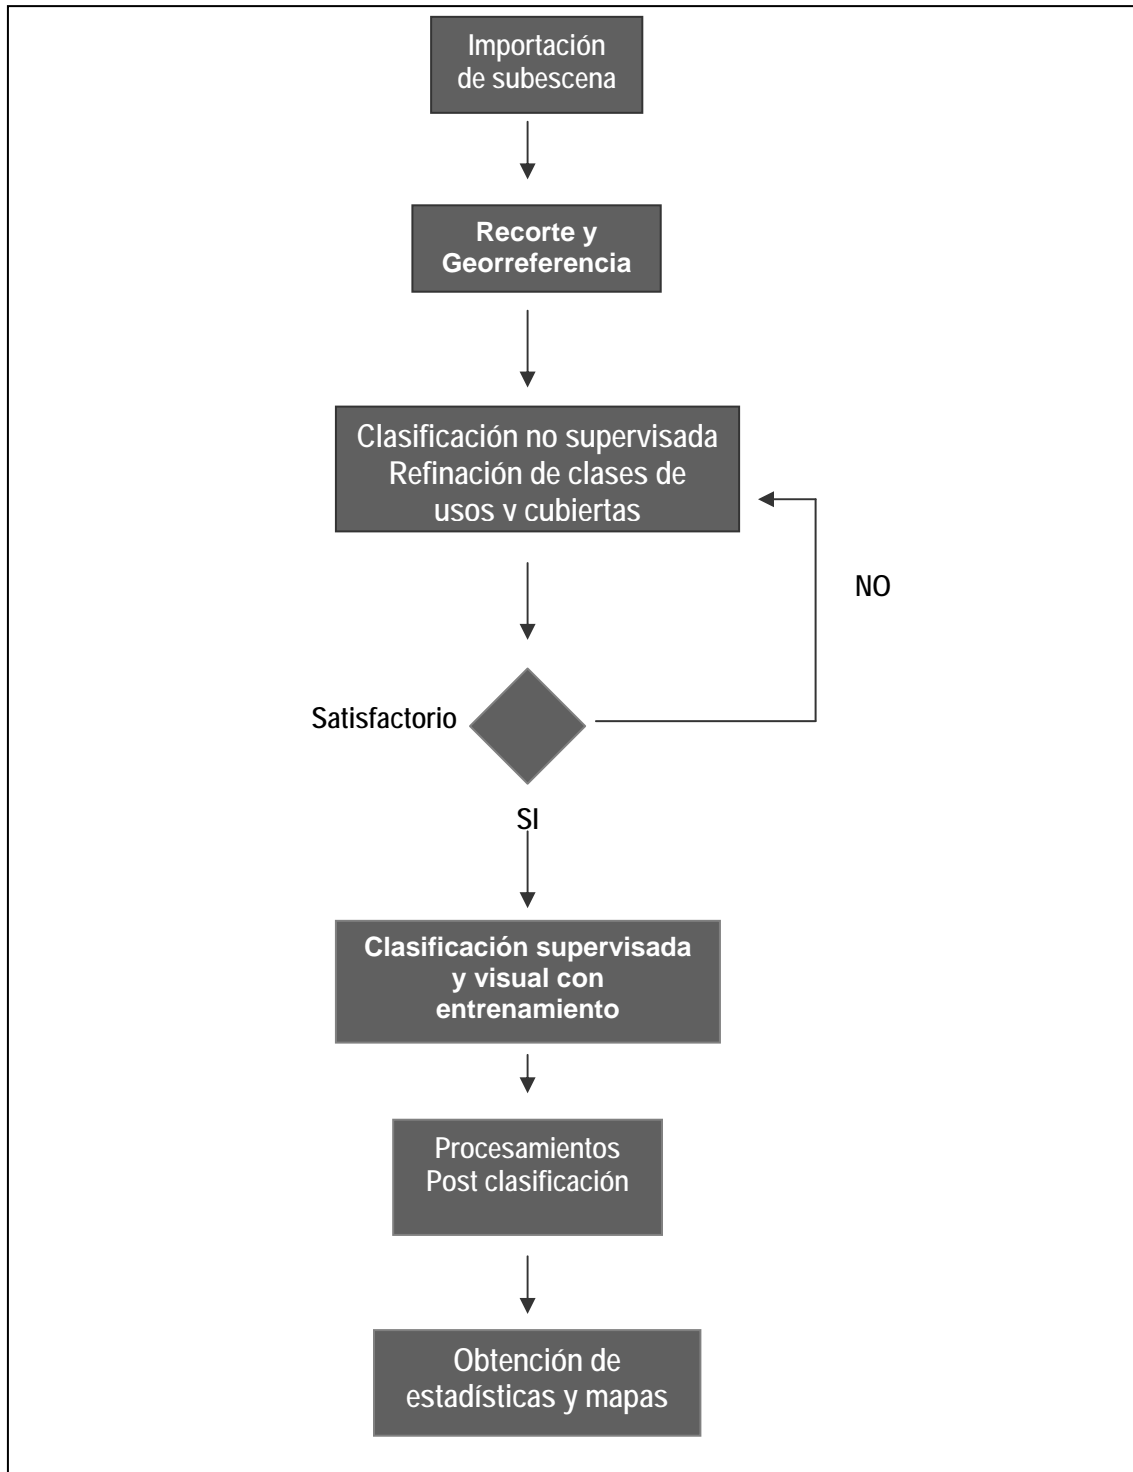 Importación
de subescena
Recorte y
Georreferencia
Clasificación no supervisada
Refinación de clases de
usos y cubiertas
NO
Satisfactorio
SI
Clasificación supervisada
y visual con
entrenamiento
Procesamientos
Post clasificación
Obtención de
estadísticas y mapas